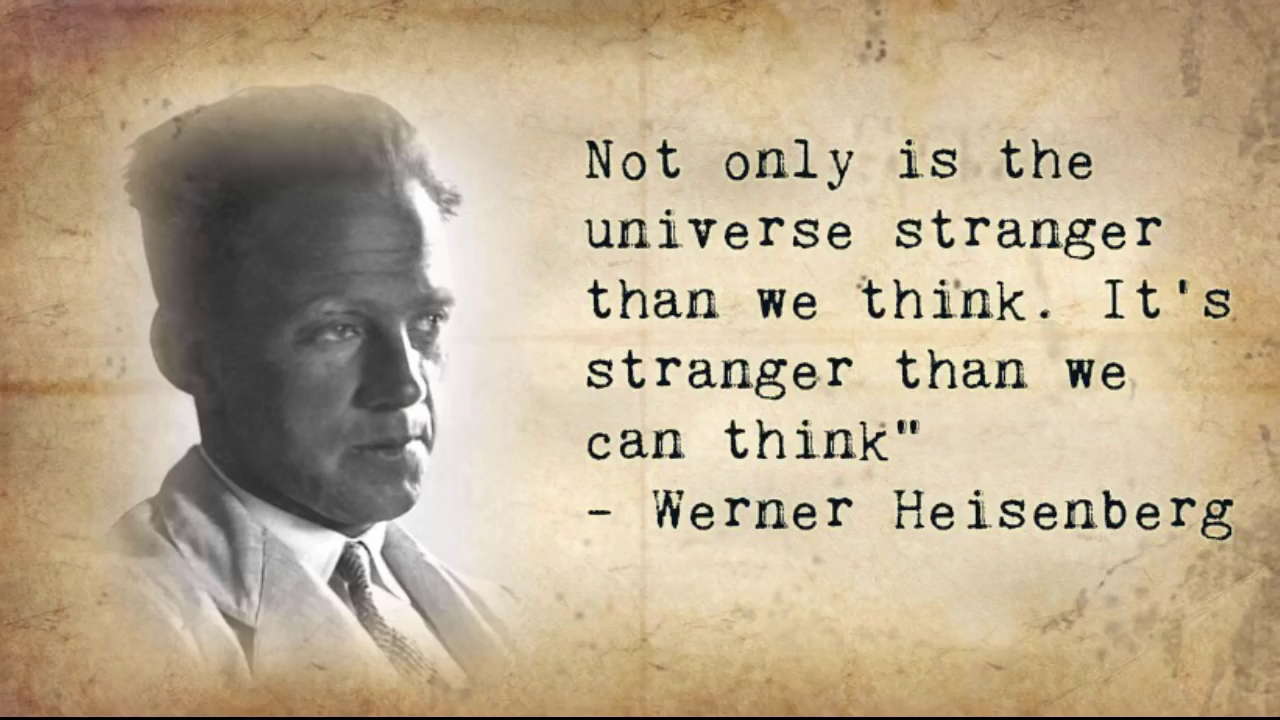 Not only is the
universe stranger
than we think. It's
stranger than we
can think"
- Werner Heisenberg